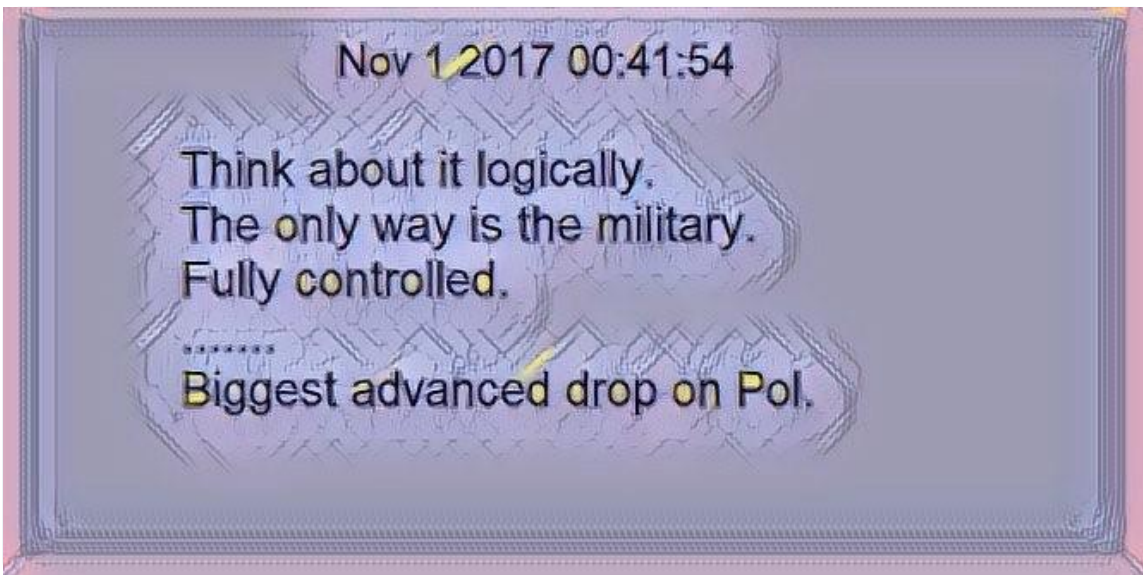 Nov 1 2017 00:41:54
Think about it logically.
The only way is the military.
Fully controlled.
.......
Biggest advanced drop on Pol.